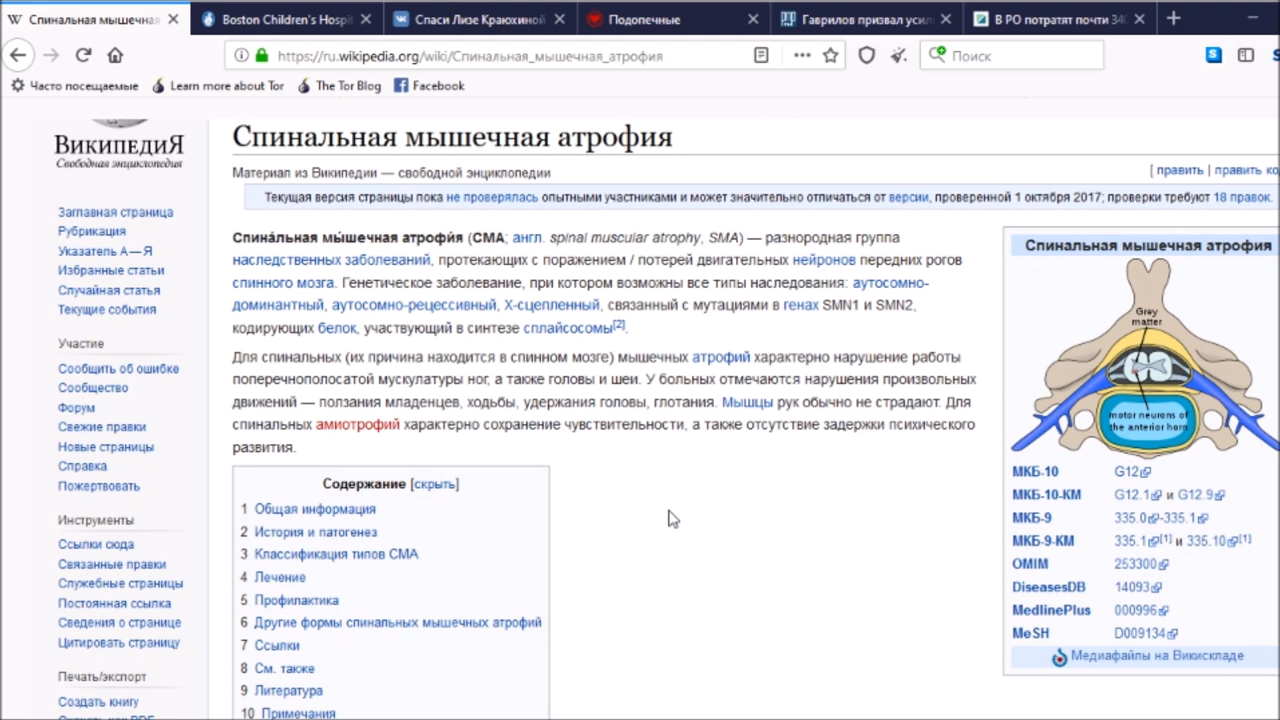 Спинальная мышечная
Boston Children's Hospi
Спаси Лизе Краюхиной
Подопечные
Гаврилов призвал усил
В РО потратят почти 340
https://ru.wikipedia.org/wiki/Спинальная_мышечная_атрофия
Поиск
Часто посещаемые
Learn more about Tor
The Tor Blog
Facebook
ВИКИПЕДИЯ
Свободная энциклопедия
Заглавная страница
Рубрикация
Указатель А — Я
Избранные статьи
Случайная статья
Текущие события
Участие
Сообщить об ошибке
Сообщество
Форум
Свежие правки
Новые страницы
Справка
Пожертвовать
Инструменты
Ссылки сюда
Связанные правки
Служебные страницы
Постоянная ссылка
Сведения о странице
Цитировать страницу
Печать/экспорт
Создать книгу
Спинальная мышечная атрофия
Материал из Википедии — свободной энциклопедии
[ править | править ко
Текущая версия страницы пока не проверялась опытными участниками и может значительно отличаться от версии, проверенной 1 октября 2017; проверки требуют 18 правок.
Спина́льная мы́шечная атрофи́я (СМА; англ. spinal muscular atrophy, SMA) — разнородная группа
наследственных заболеваний, протекающих с поражением / потерей двигательных нейронов передних рогов
спинного мозга. Генетическое заболевание, при котором возможны все типы наследования: аутосомно-
доминантный, аутосомно-рецессивный, Х-сцепленный, связанный с мутациями в генах SMN1 и SMN2,
кодирующих белок, участвующий в синтезе сплайсосомы[2].
Для спинальных (их причина находится в спинном мозге) мышечных атрофий характерно нарушение работы
поперечнополосатой мускулатуры ног, а также головы и шеи. У больных отмечаются нарушения произвольных
движений — ползания младенцев, ходьбы, удержания головы, глотания. Мышцы рук обычно не страдают. Для
спинальных амиотрофий характерно сохранение чувствительности, а также отсутствие задержки психического
развития.
Содержание [скрыть]
1 Общая информация
2 История и патогенез
3 Классификация типов СМА
4 Лечение
5 Профилактика
6 Другие формы спинальных мышечных атрофий
7 Ссылки
8 См. также
9 Литература
10 Примечания
Спинальная мышечная атрофия
Grey
matter
motor neurons of
the anterior horn
МКБ-10 G12
МКБ-10-КМ G12.1 и G12.9
МКБ-9 335.0-335.1
МКБ-9-КМ 335.1[1] и 335.10[1]
OMIM 253300
DiseasesDB 14093
MedlinePlus 000996
MeSH D009134
Медиафайлы на Викискладе